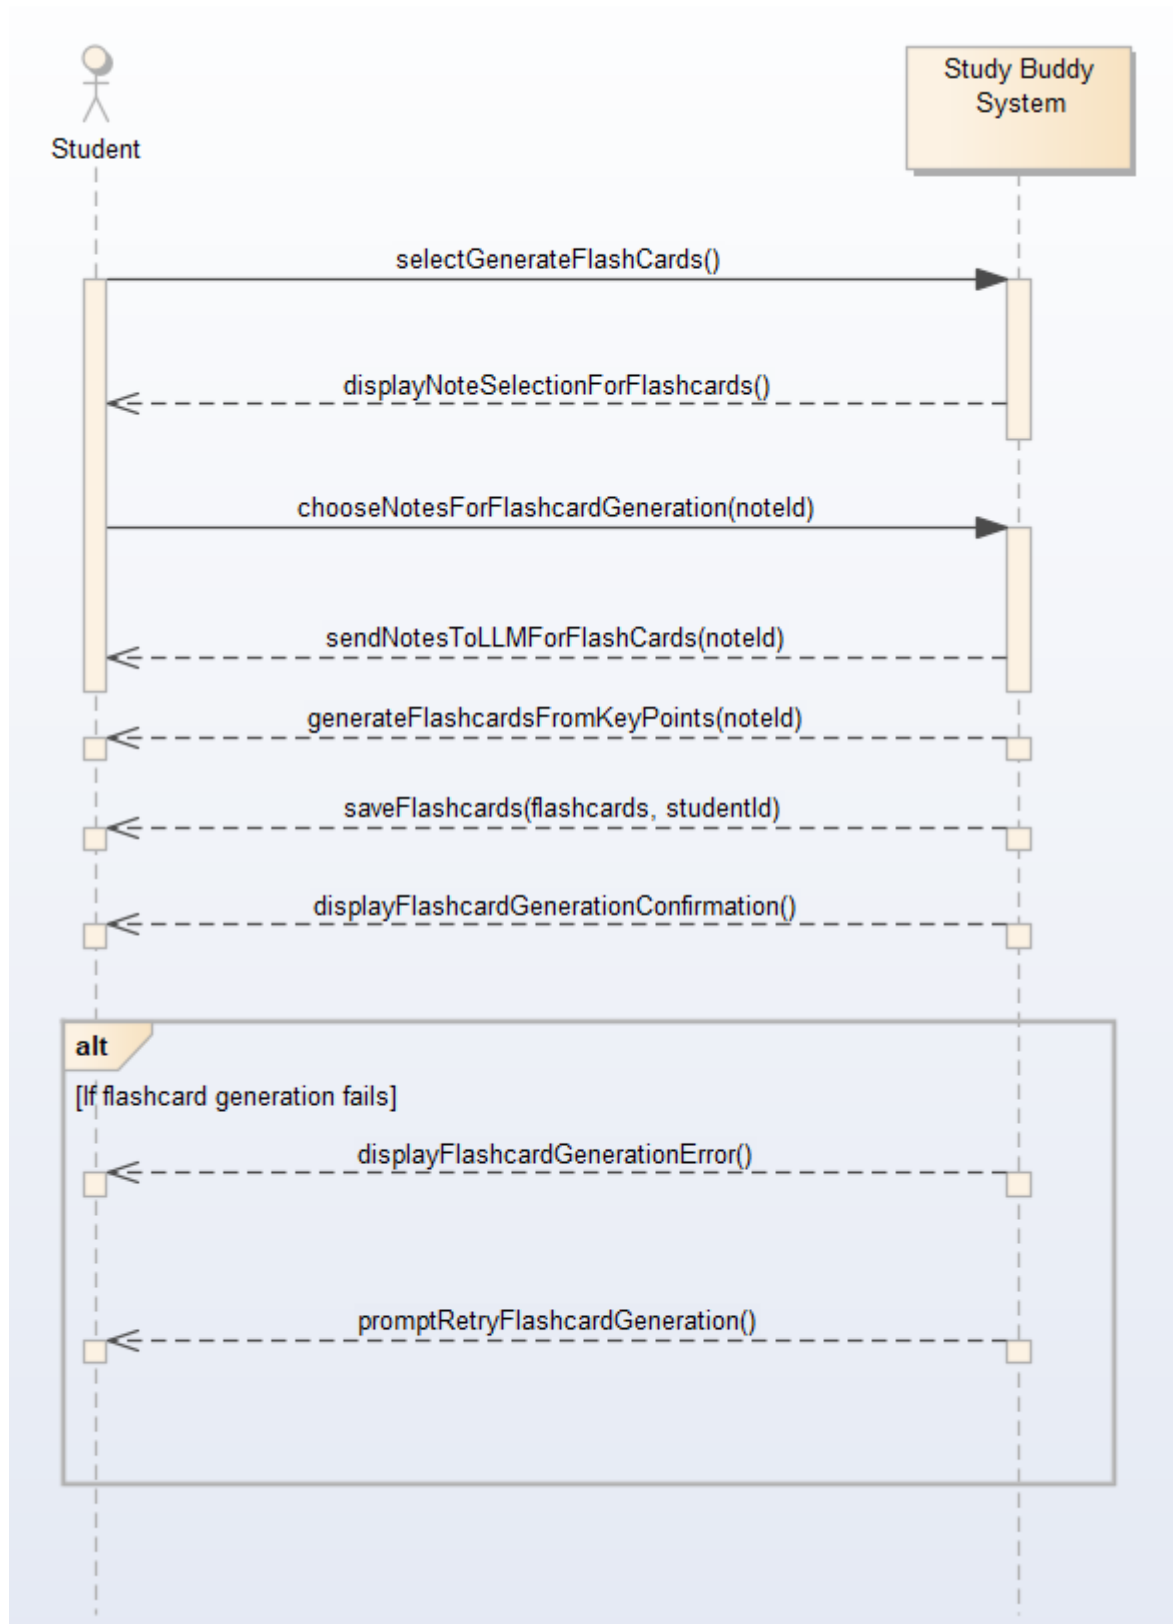 Study Buddy
System
Student
selectGenerateFlashCards()
displayNoteSelectionForFlashcards()
chooseNotesForFlashcardGeneration(noteId)
sendNotesToLLMForFlashCards(noteId)
generateFlashcardsFromKeyPoints(noteId)
saveFlashcards(flashcards, studentId)
displayFlashcardGenerationConfirmation()
alt
[If flashcard generation fails]
displayFlashcardGenerationError()
promptRetryFlashcardGeneration()